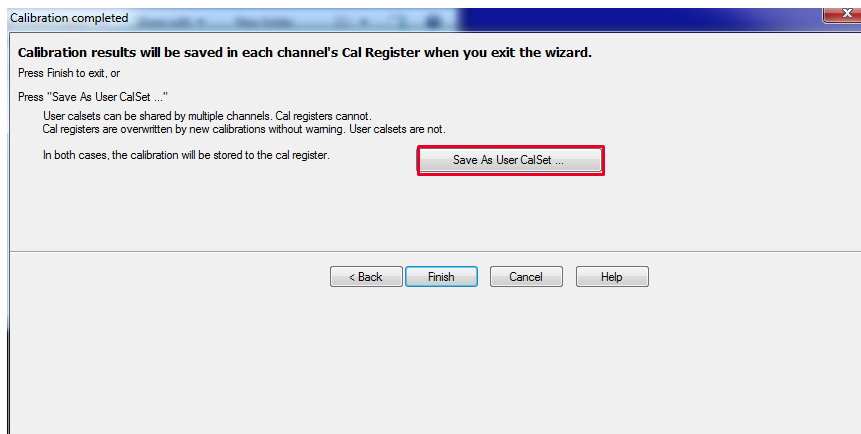 Calibration completed
Calibration results will be saved in each channel's Cal Register when you exit the wizard.
Press Finish to exit, or
Press "Save As User CalSet ..."
User calsets can be shared by multiple channels. Cal registers cannot.
Cal registers are overwritten by new calibrations without warning. User calsets are not.
In both cases, the calibration will be stored to the cal register.
Save As User CalSet ...
< Back
Finish
Cancel
Help